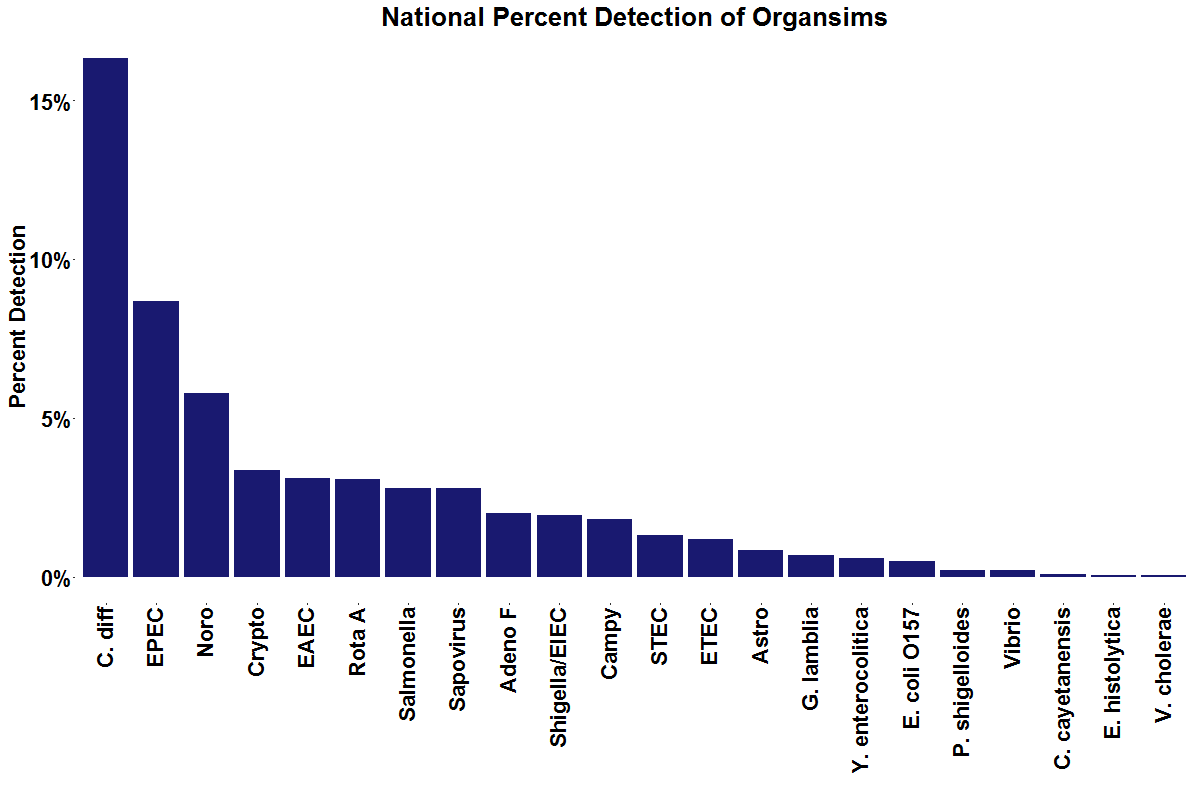 National Percent Detection of Organsims
Percent Detection
15%
10%
5%
0%
C. diff
EPEC
Noro
Crypto
EAEC
Rota A
Salmonella
Sapovirus
Adeno F
Shigella/EIEC
Campy
STEC
ETEC
Astro
G. lamblia
Y. enterocolitica
E. coli O157
P. shigelloides
Vibrio
C. cayetanensis
E. histolytica
V. cholerae